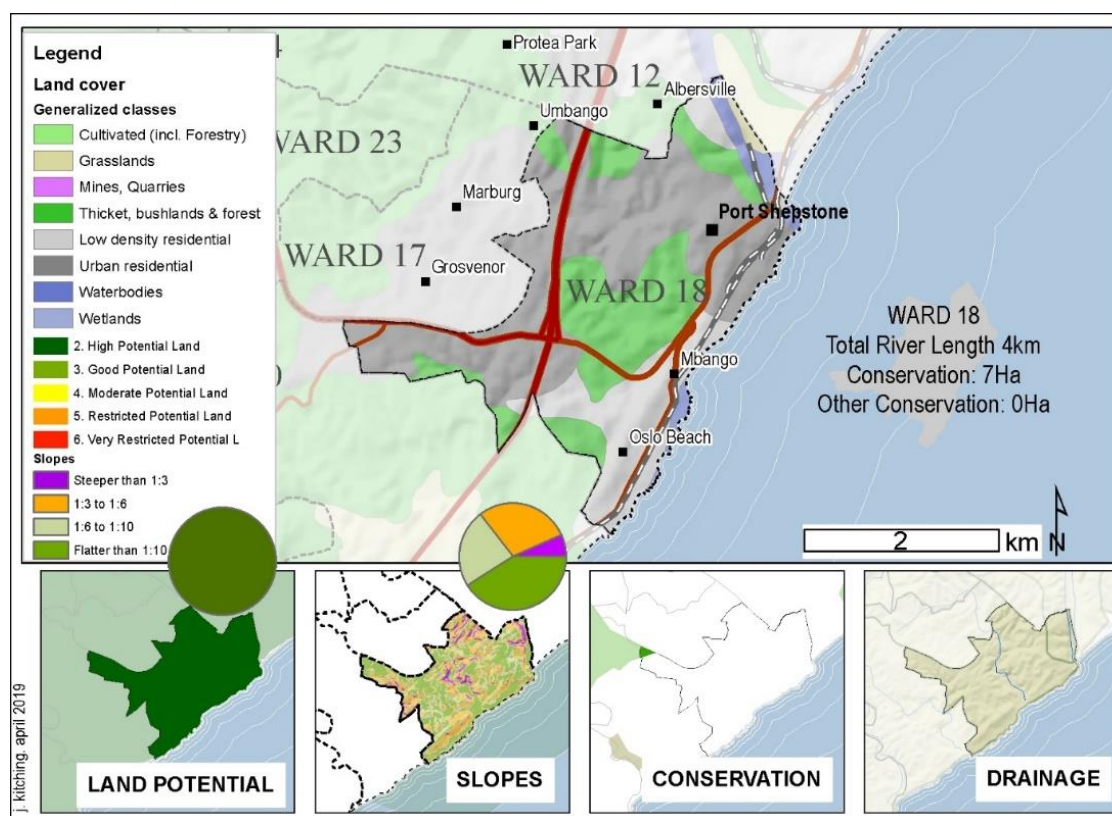 Legend
Land cover
Generalized classes
Cultivated (incl. Forestry)
Grasslands
Mines, Quarries
Thicket, bushlands & forest
Low density residential
Urban residential
Waterbodies
Wetlands
2. High Potential Land
3. Good Potential Land
4. Moderate Potential Land
5. Restricted Potential Land
6. Very Restricted Potential L
Slopes
Steeper than 1:3
1:3 to 1:6
1:6 to 1:10
Flatter than 1:10
Protea Park
WARD 12
Albersville
Umbango
WARD 23
Marburg
Port Shepstone
WARD 17
Grosvenor
WARD 18
Mbango
Oslo Beach
WARD 18
Total River Length 4km
Conservation: 7Ha
Other Conservation: 0Ha
2 km
N
LAND POTENTIAL
SLOPES
CONSERVATION
DRAINAGE
j. kitching. april 2019